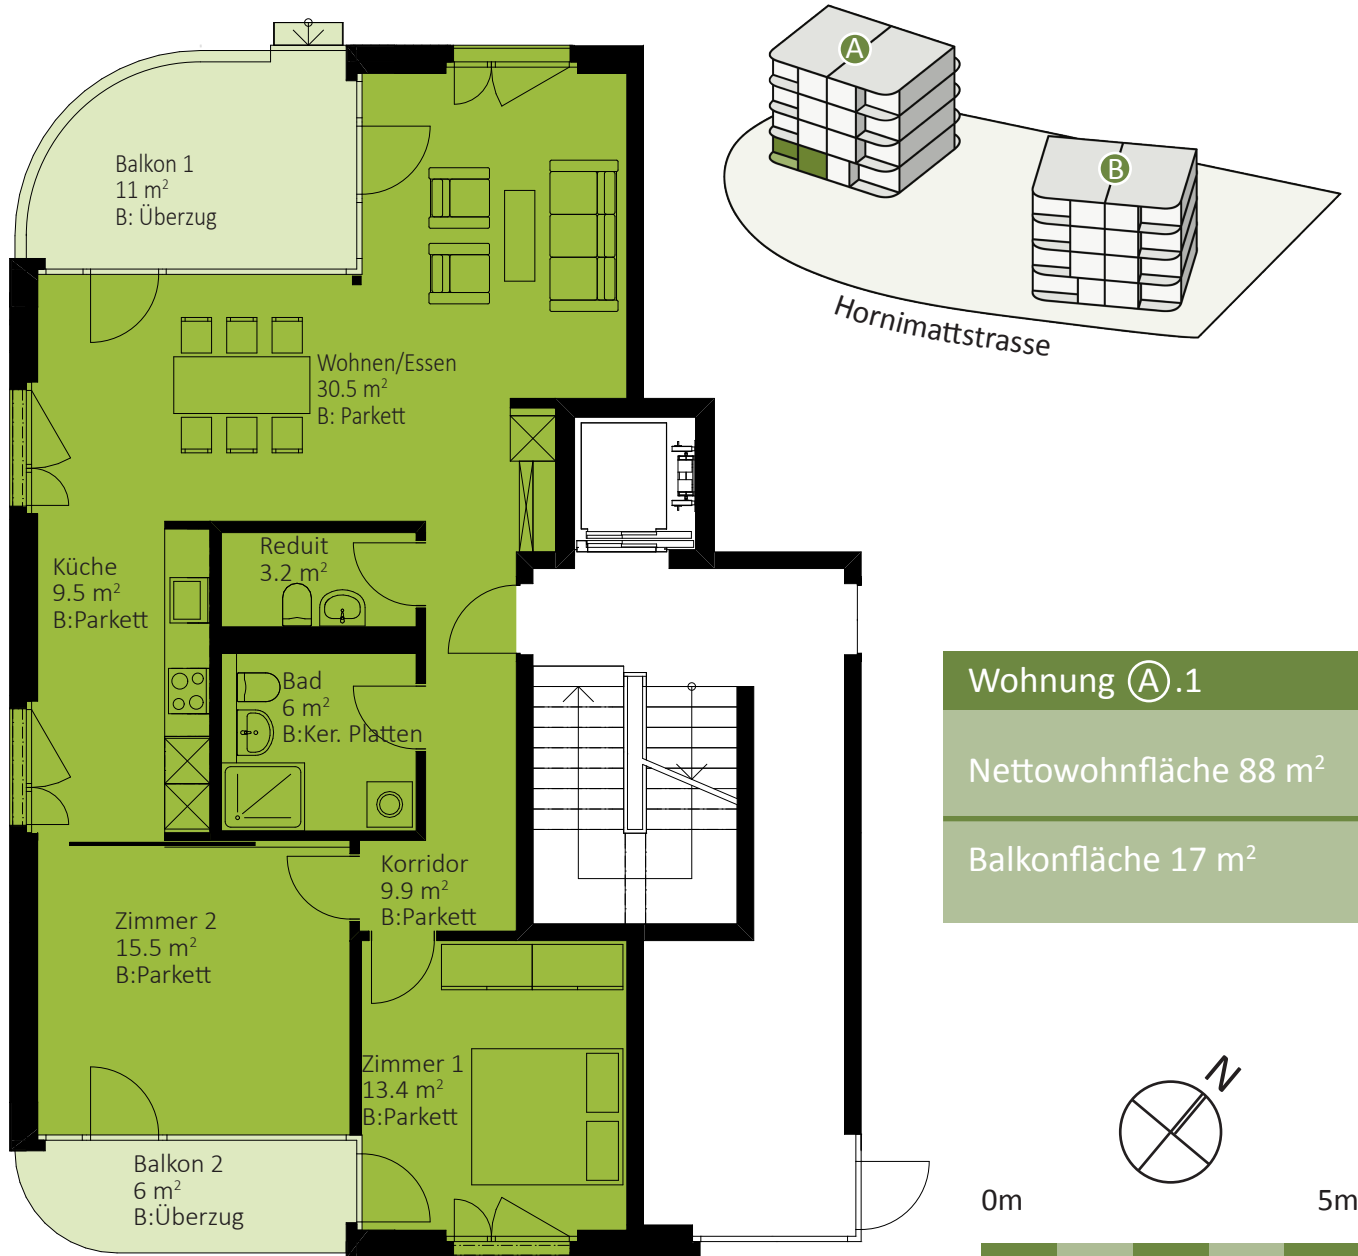 A
B
Hornimattstrasse
Balkon 1
11 m²
B: Überzug
Wohnen/Essen
30.5 m²
B: Parkett
Reduit
3.2 m²
Küche
9.5 m²
B:Parkett
Bad
6 m²
B:Ker. Platten
Korridor
9.9 m²
B:Parkett
Zimmer 2
15.5 m²
B:Parkett
Zimmer 1
13.4 m²
B:Parkett
Balkon 2
6 m²
B:Überzug
Wohnung A.1
Nettowohnfläche 88 m²
Balkonfläche 17 m²
N
0m 5m